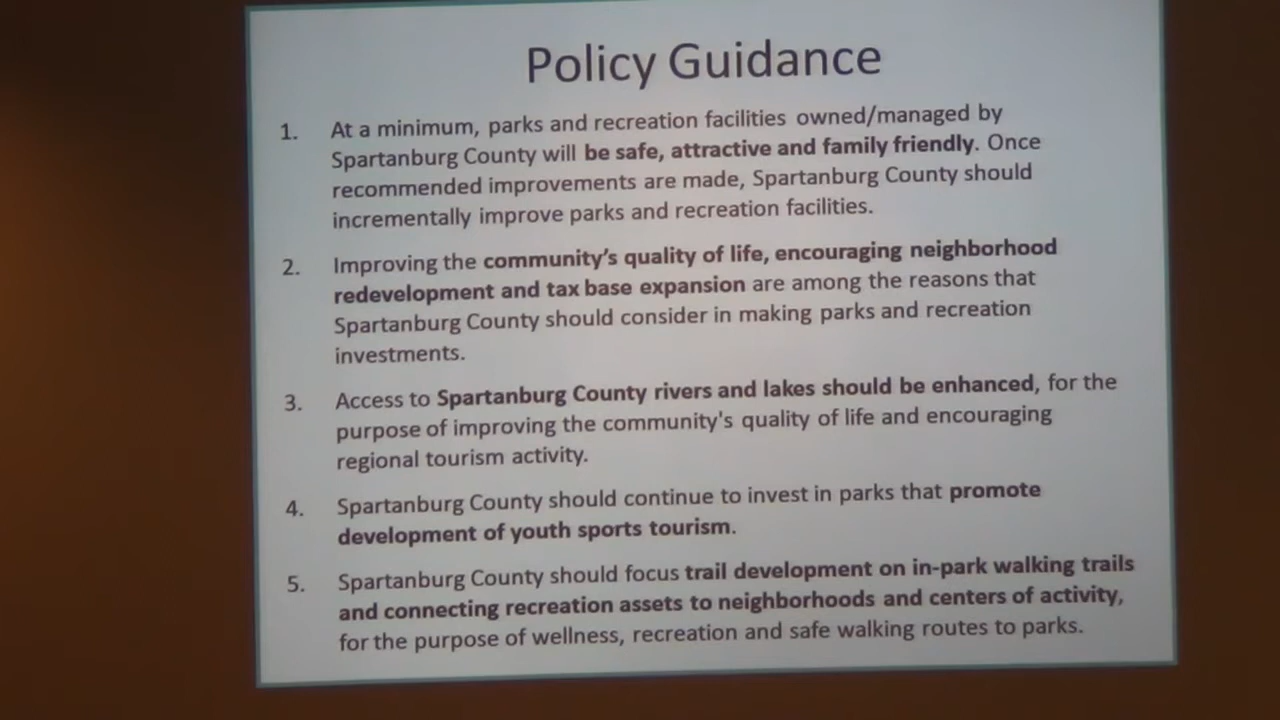 Policy Guidance
1. At a minimum, parks and recreation facilities owned/managed by
Spartanburg County will be safe, attractive and family friendly. Once
recommended improvements are made, Spartanburg County should
incrementally improve parks and recreation facilities.
2. Improving the community's quality of life, encouraging neighborhood
redevelopment and tax base expansion are among the reasons that
Spartanburg County should consider in making parks and recreation
investments.
3. Access to Spartanburg County rivers and lakes should be enhanced, for the
purpose of improving the community's quality of life and encouraging
regional tourism activity.
4. Spartanburg County should continue to invest in parks that promote
development of youth sports tourism.
5. Spartanburg County should focus trail development on in-park walking trails
and connecting recreation assets to neighborhoods and centers of activity,
for the purpose of wellness, recreation and safe walking routes to parks.